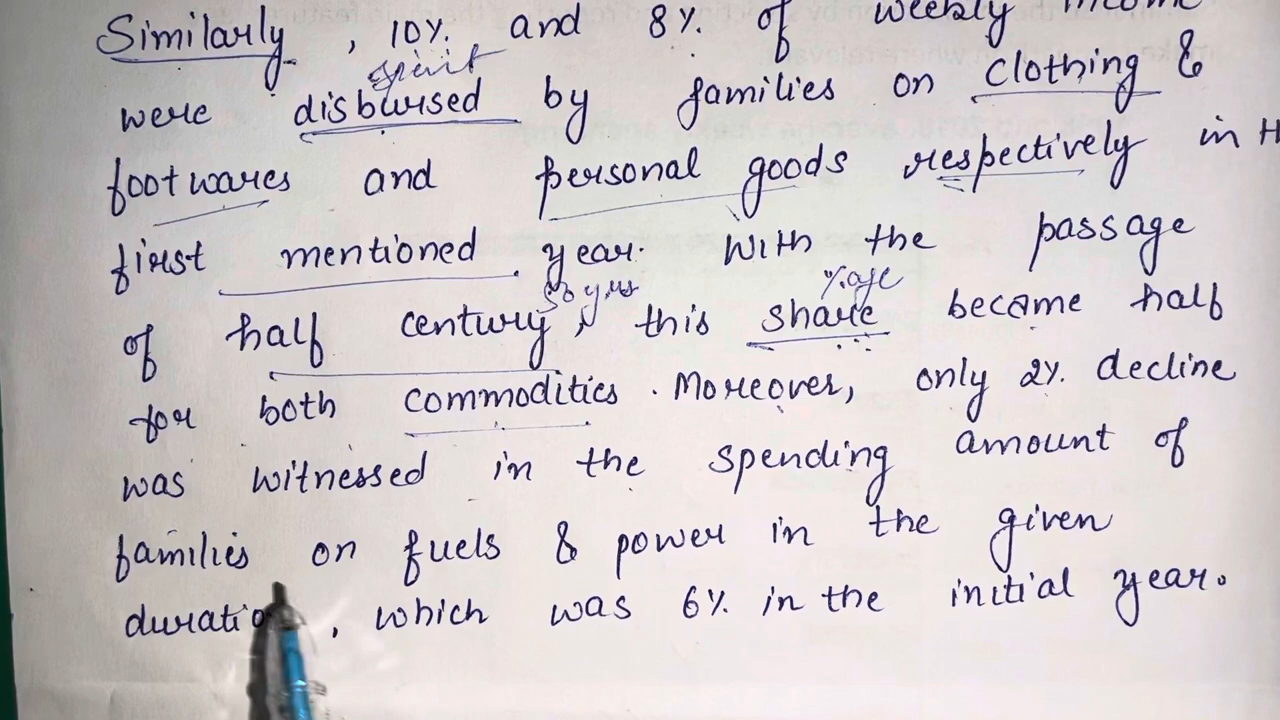 Similarly, 10% and 8% of weekly income
spent
were disbursed by families on clothing &
footwares and personal goods respectively in
first mentioned year. With the passage
50 yrs %age
of half century, this share became half
for both commodities. Moreover, only 2% decline
was witnessed in the spending amount of
families on fuels & power in the given
duration, which was 6% in the initial year.